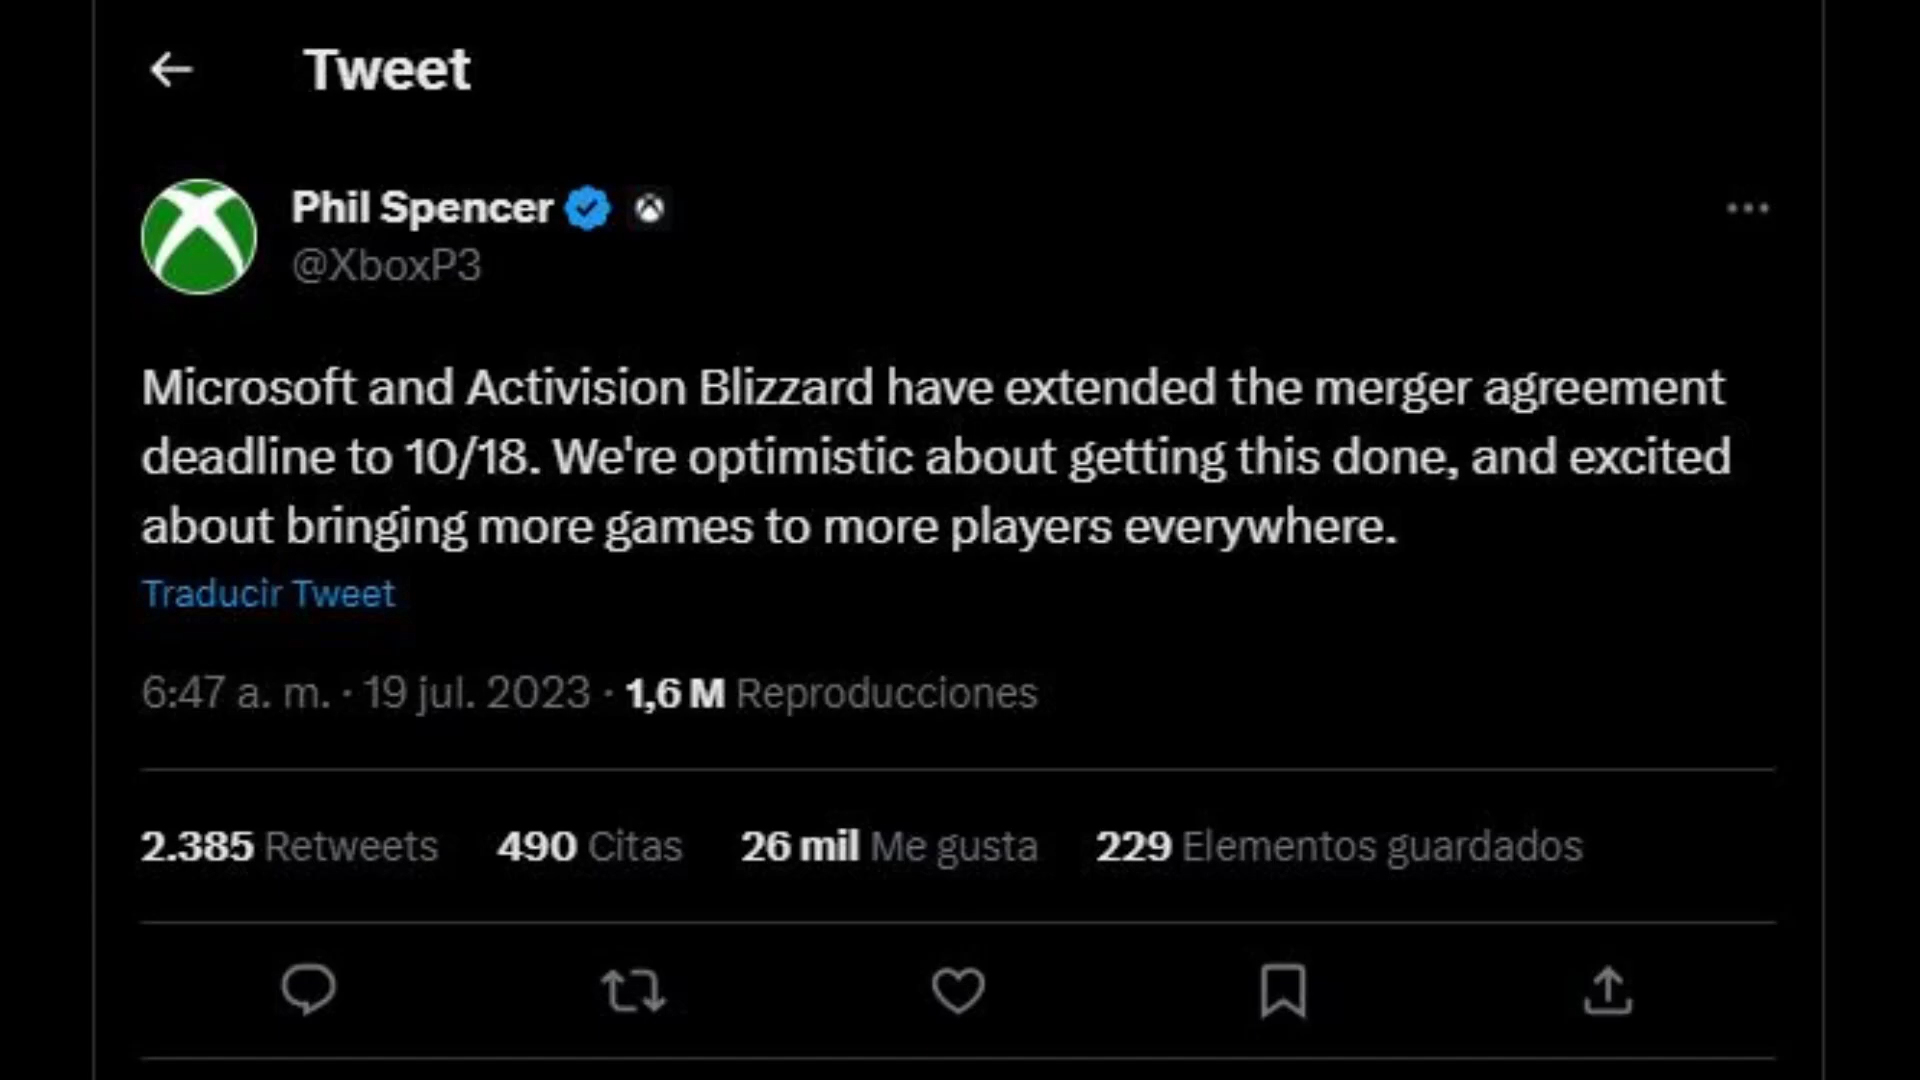 Tweet
Phil Spencer
@XboxP3
Microsoft and Activision Blizzard have extended the merger agreement
deadline to 10/18. We're optimistic about getting this done, and excited
about bringing more games to more players everywhere.
Traducir Tweet
6:47 a. m. · 19 jul. 2023 · 1,6 M Reproducciones
2.385 Retweets 490 Citas 26 mil Me gusta 229 Elementos guardados